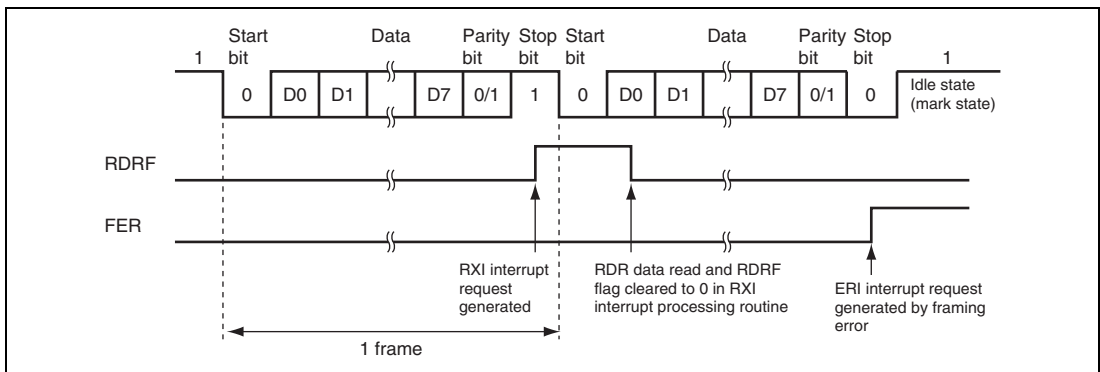 Start bit Data Parity bit Stop bit Start bit Data Parity bit Stop bit
1 0 D0 D1 D7 0/1 1 0 D0 D1 D7 0/1 0 1
Idle state
(mark state)
RDRF
FER
RXI interrupt
request
generated
RDR data read and RDRF
flag cleared to 0 in RXI
interrupt processing routine
ERI interrupt request
generated by framing
error
1 frame